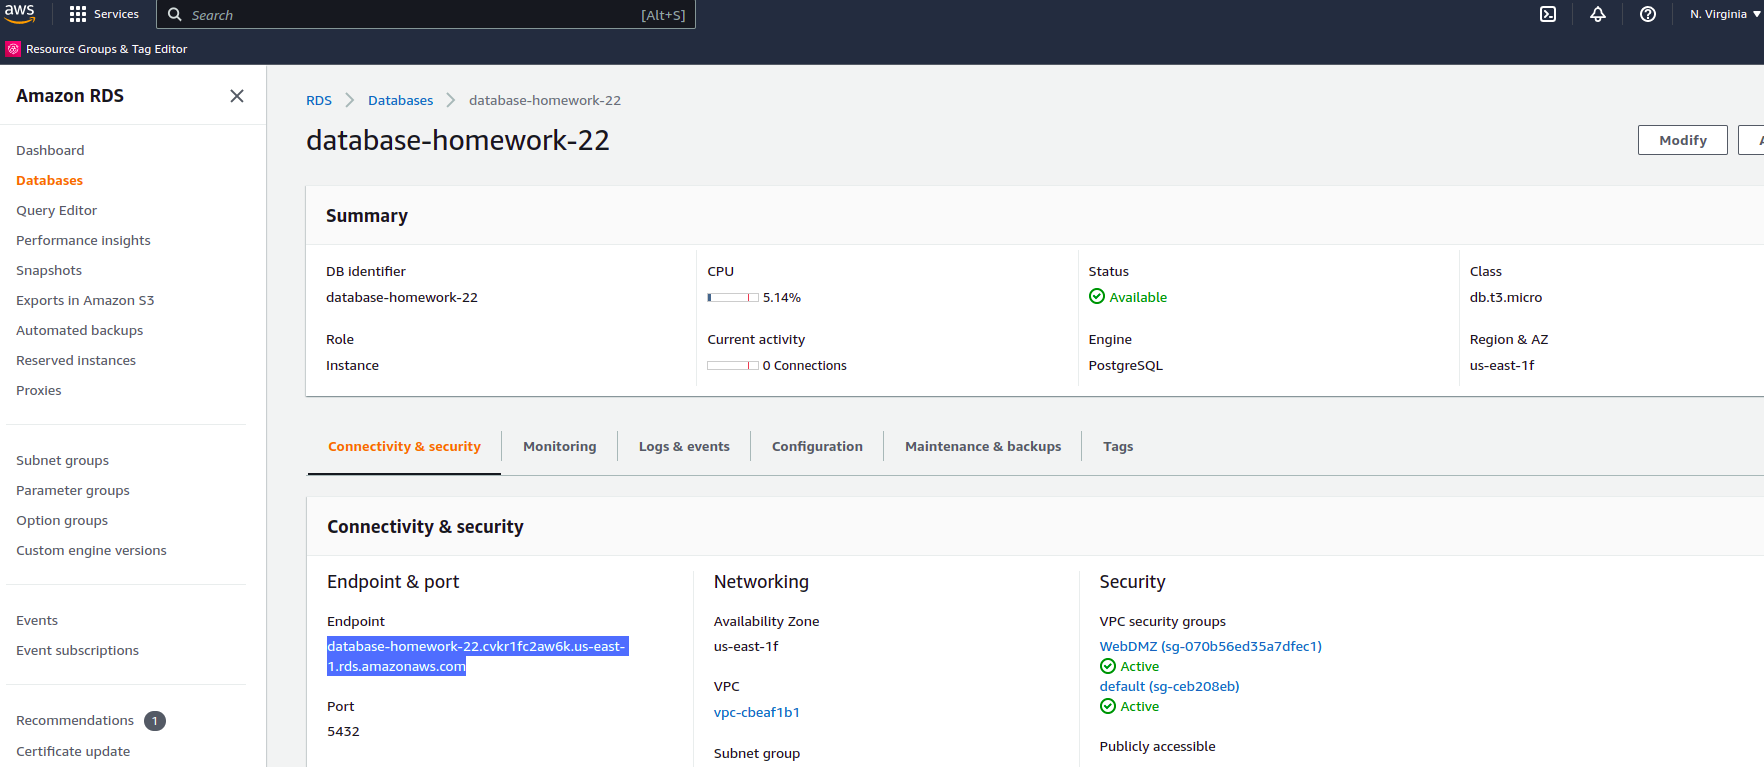 aws
Services
Search
[Alt+S]
N. Virginia
Resource Groups & Tag Editor
Amazon RDS
Dashboard
Databases
Query Editor
Performance insights
Snapshots
Exports in Amazon S3
Automated backups
Reserved instances
Proxies
Subnet groups
Parameter groups
Option groups
Custom engine versions
Events
Event subscriptions
Recommendations 1
Certificate update
RDS
Databases
database-homework-22
database-homework-22
Modify
Summary
DB identifier
database-homework-22
Role
Instance
CPU
5.14%
Current activity
0 Connections
Status
Available
Engine
PostgreSQL
Class
db.t3.micro
Region & AZ
us-east-1f
Connectivity & security
Monitoring
Logs & events
Configuration
Maintenance & backups
Tags
Connectivity & security
Endpoint & port
Endpoint
database-homework-22.cvkr1fc2aw6k.us-east-
1.rds.amazonaws.com
Port
5432
Networking
Availability Zone
us-east-1f
VPC
vpc-cbeaf1b1
Subnet group
Security
VPC security groups
WebDMZ (sg-070b56ed35a7dfec1)
Active
default (sg-ceb208eb)
Active
Publicly accessible